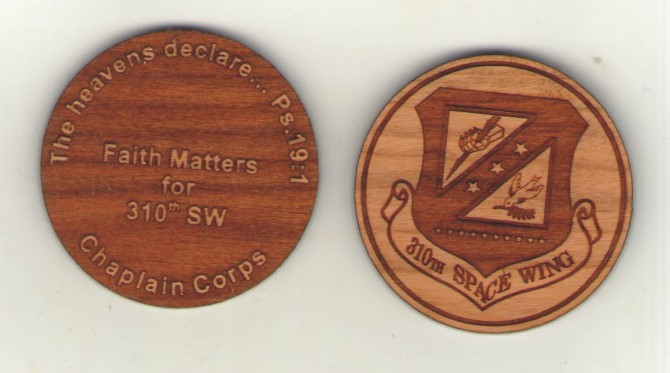 The heavens declare... Ps.19:1
Faith Matters
for
310th SW
Chaplain Corps
310TH SPACE WING